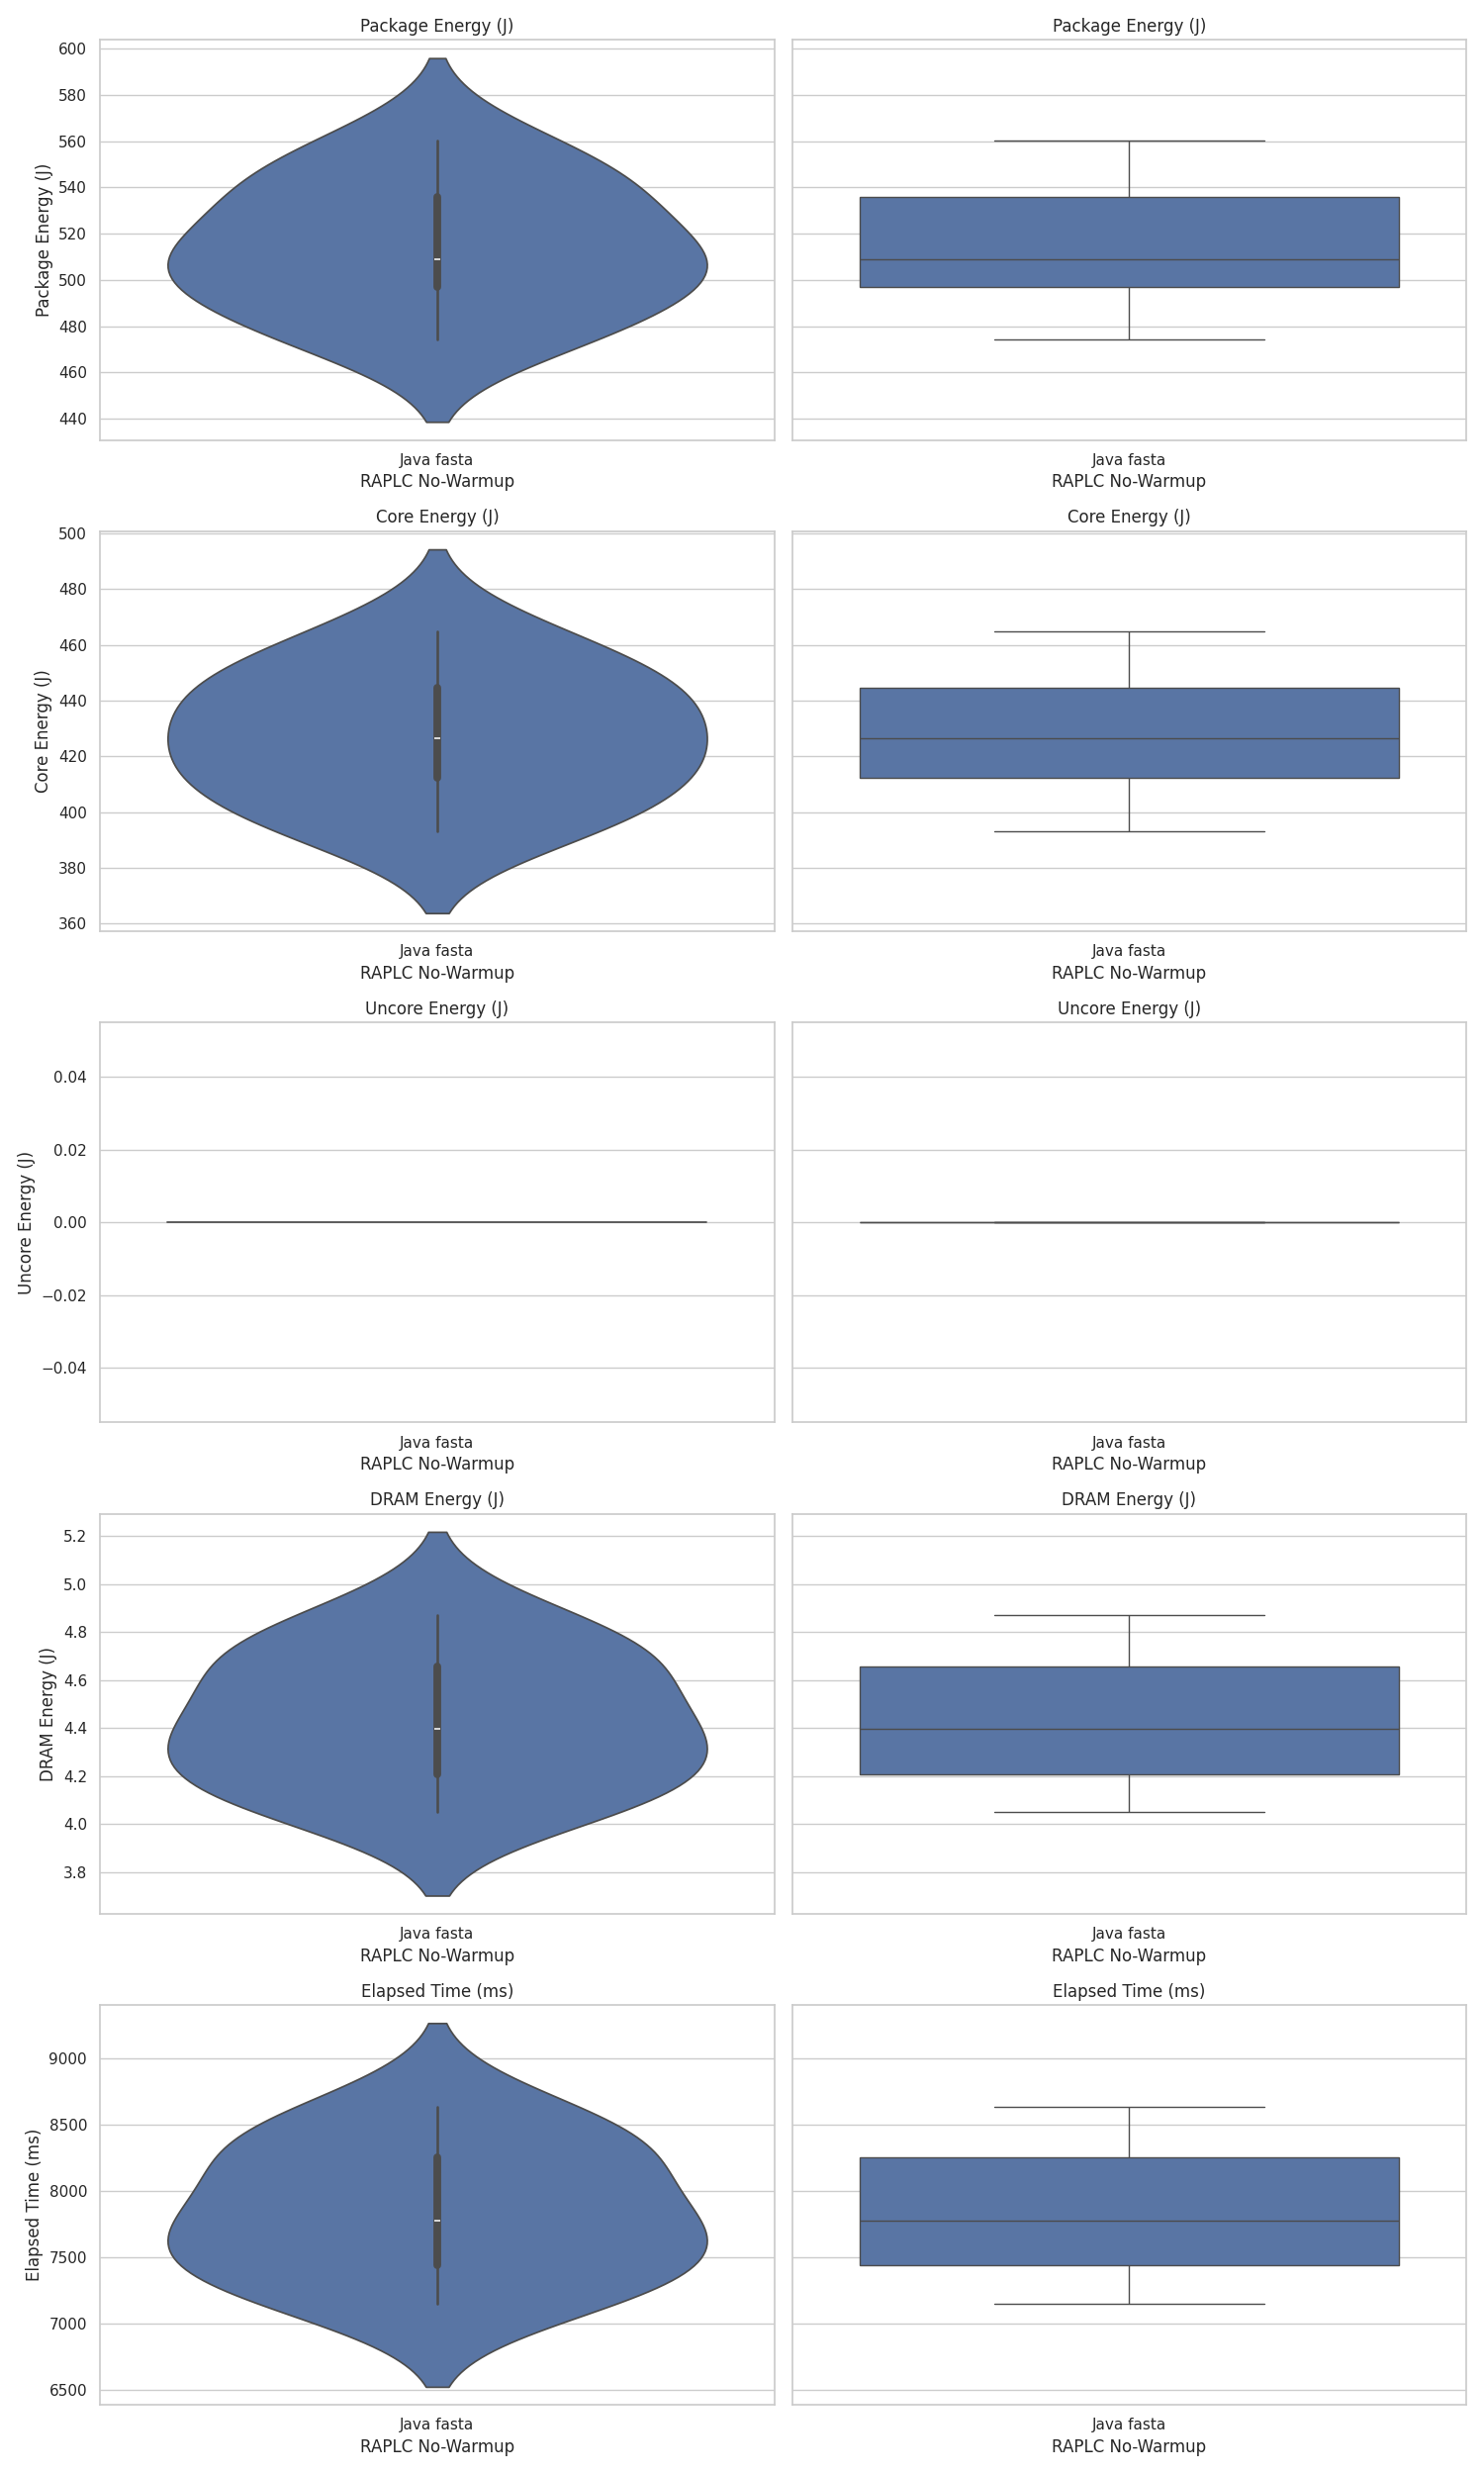 Package Energy (J)
Package Energy (J)
600
580
560
540
520
500
480
460
440
Package Energy (J)
Java fasta
Java fasta
RAPLC No-Warmup
RAPLC No-Warmup
Core Energy (J)
Core Energy (J)
500
480
460
440
420
400
380
360
Core Energy (J)
Java fasta
Java fasta
RAPLC No-Warmup
RAPLC No-Warmup
Uncore Energy (J)
Uncore Energy (J)
0.04
0.02
0.00
−0.02
−0.04
Uncore Energy (J)
Java fasta
Java fasta
RAPLC No-Warmup
RAPLC No-Warmup
DRAM Energy (J)
DRAM Energy (J)
5.2
5.0
4.8
4.6
4.4
4.2
4.0
3.8
DRAM Energy (J)
Java fasta
Java fasta
RAPLC No-Warmup
RAPLC No-Warmup
Elapsed Time (ms)
Elapsed Time (ms)
9000
8500
8000
7500
7000
6500
Elapsed Time (ms)
Java fasta
Java fasta
RAPLC No-Warmup
RAPLC No-Warmup